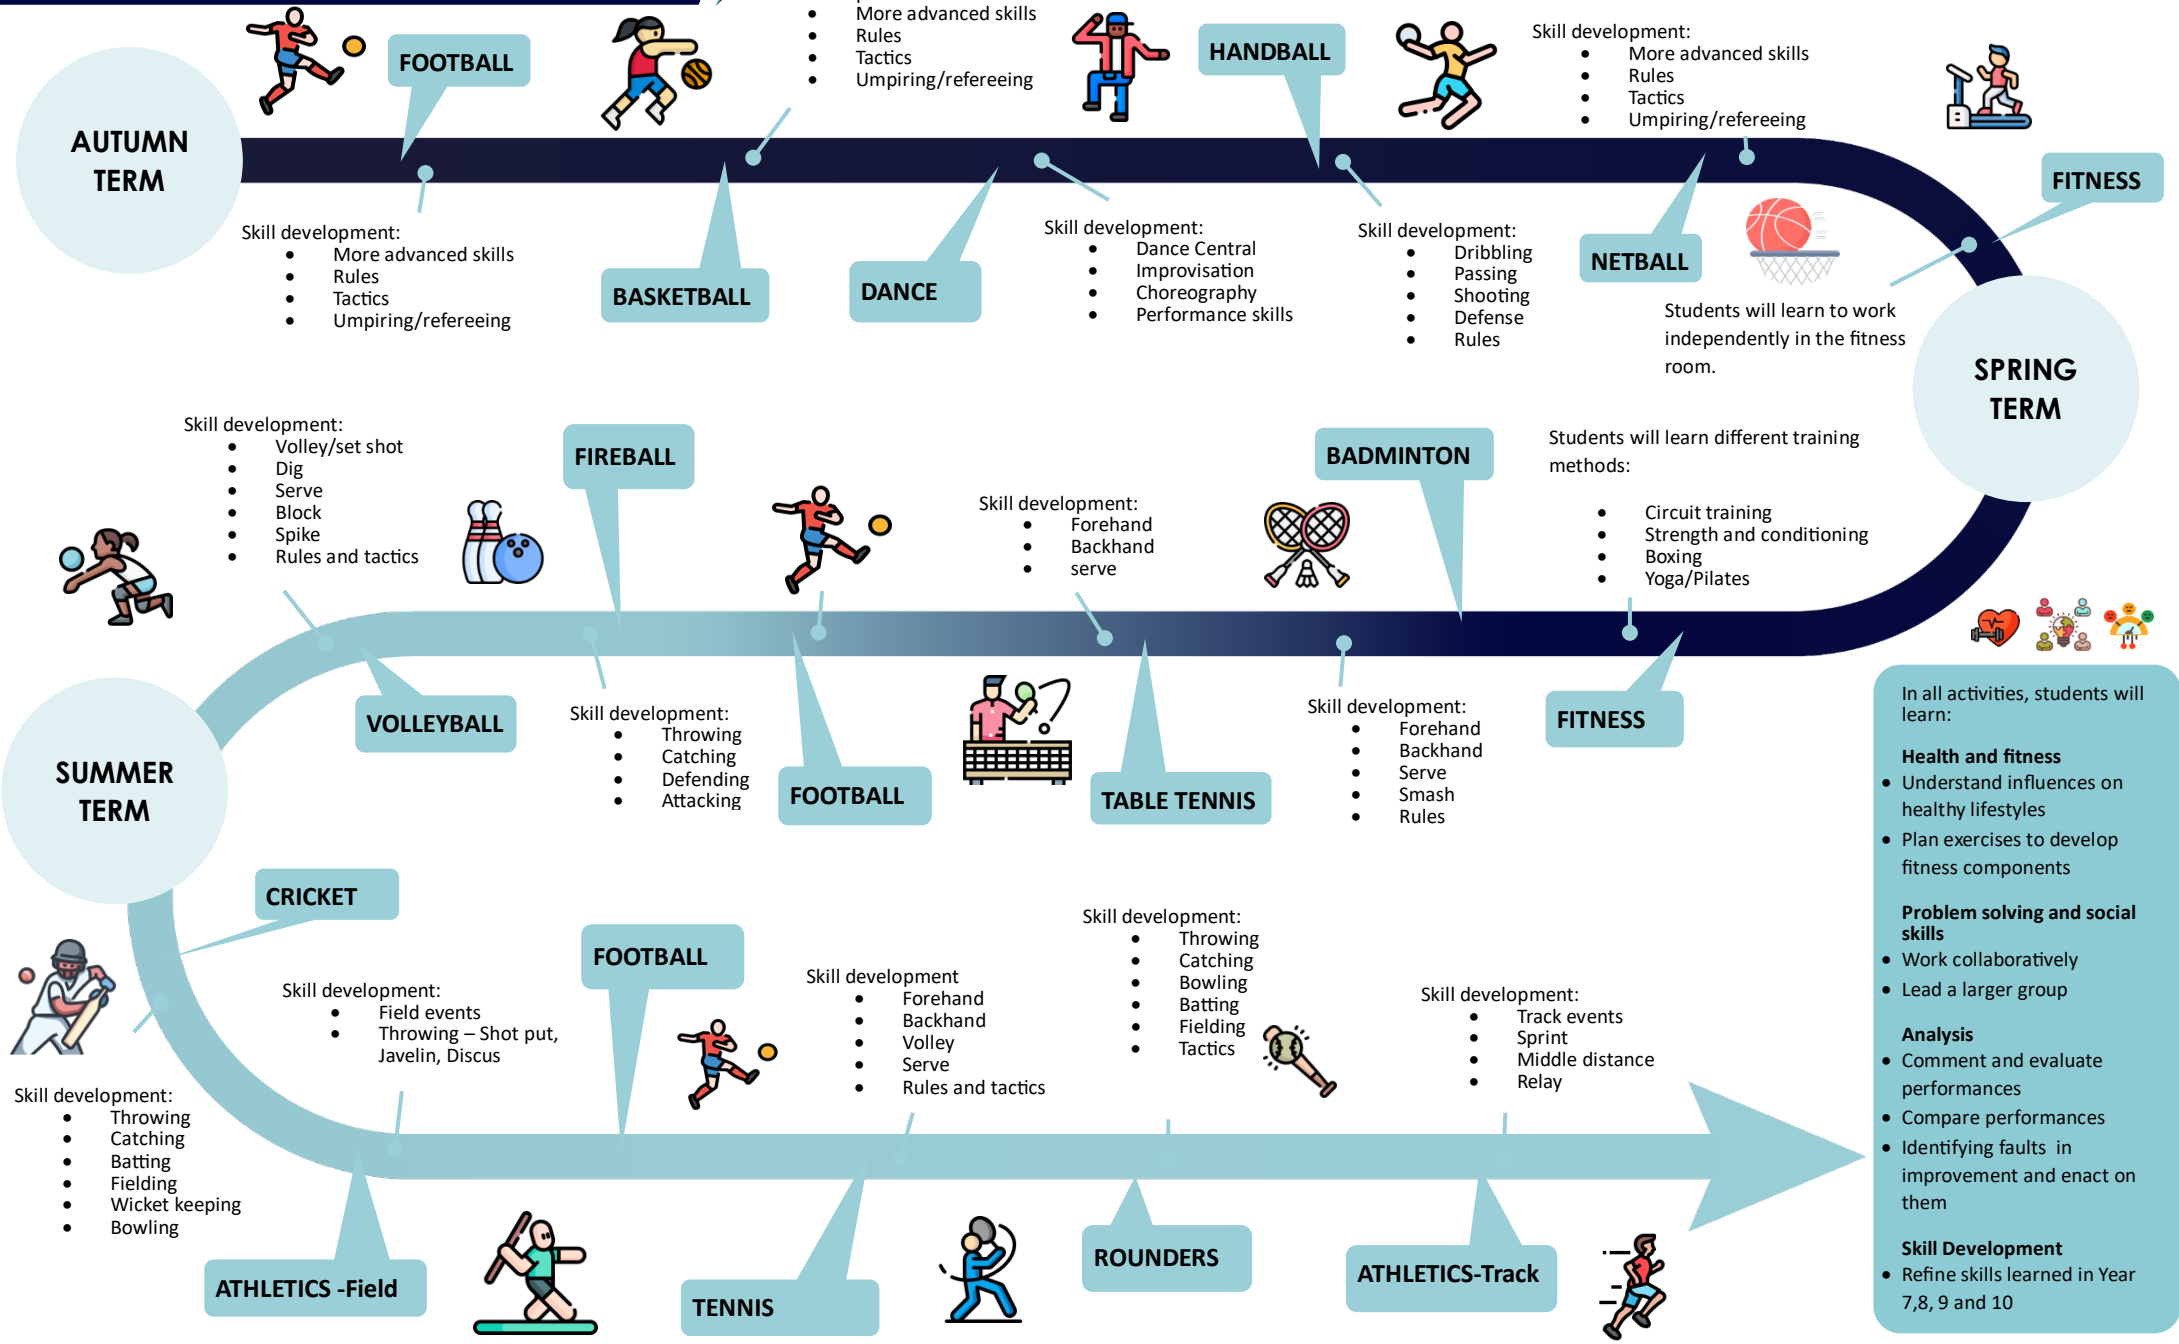 AUTUMN
TERM
FOOTBALL
Skill development:
• More advanced skills
• Rules
• Tactics
• Umpiring/refereeing
• More advanced skills
• Rules
• Tactics
• Umpiring/refereeing
BASKETBALL
DANCE
Skill development:
• Dance Central
• Improvisation
• Choreography
• Performance skills
HANDBALL
Skill development:
• Dribbling
• Passing
• Shooting
• Defense
• Rules
Skill development:
• More advanced skills
• Rules
• Tactics
• Umpiring/refereeing
NETBALL
FITNESS
Students will learn to work
independently in the fitness
room.
SPRING
TERM
Students will learn different training
methods:
• Circuit training
• Strength and conditioning
• Boxing
• Yoga/Pilates
FITNESS
BADMINTON
Skill development:
• Forehand
• Backhand
• Serve
• Smash
• Rules
Skill development:
• Forehand
• Backhand
• serve
TABLE TENNIS
FOOTBALL
FIREBALL
Skill development:
• Throwing
• Catching
• Defending
• Attacking
Skill development:
• Volley/set shot
• Dig
• Serve
• Block
• Spike
• Rules and tactics
VOLLEYBALL
SUMMER
TERM
CRICKET
Skill development:
• Throwing
• Catching
• Batting
• Fielding
• Wicket keeping
• Bowling
Skill development:
• Field events
• Throwing – Shot put,
Javelin, Discus
ATHLETICS -Field
FOOTBALL
Skill development
• Forehand
• Backhand
• Volley
• Serve
• Rules and tactics
TENNIS
Skill development:
• Throwing
• Catching
• Bowling
• Batting
• Fielding
• Tactics
ROUNDERS
Skill development:
• Track events
• Sprint
• Middle distance
• Relay
ATHLETICS-Track
In all activities, students will
learn:
Health and fitness
• Understand influences on
healthy lifestyles
• Plan exercises to develop
fitness components
Problem solving and social
skills
• Work collaboratively
• Lead a larger group
Analysis
• Comment and evaluate
performances
• Compare performances
• Identifying faults in
improvement and enact on
them
Skill Development
• Refine skills learned in Year
7,8, 9 and 10